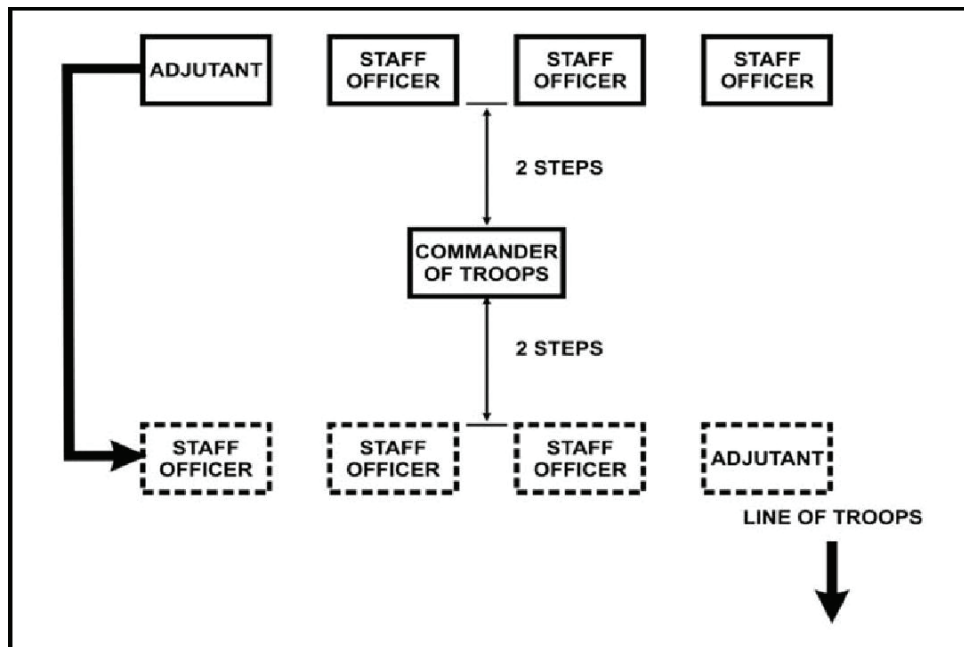 ADJUTANT
STAFF
OFFICER
STAFF
OFFICER
STAFF
OFFICER
2 STEPS
COMMANDER
OF TROOPS
2 STEPS
STAFF
OFFICER
STAFF
OFFICER
STAFF
OFFICER
ADJUTANT
LINE OF TROOPS